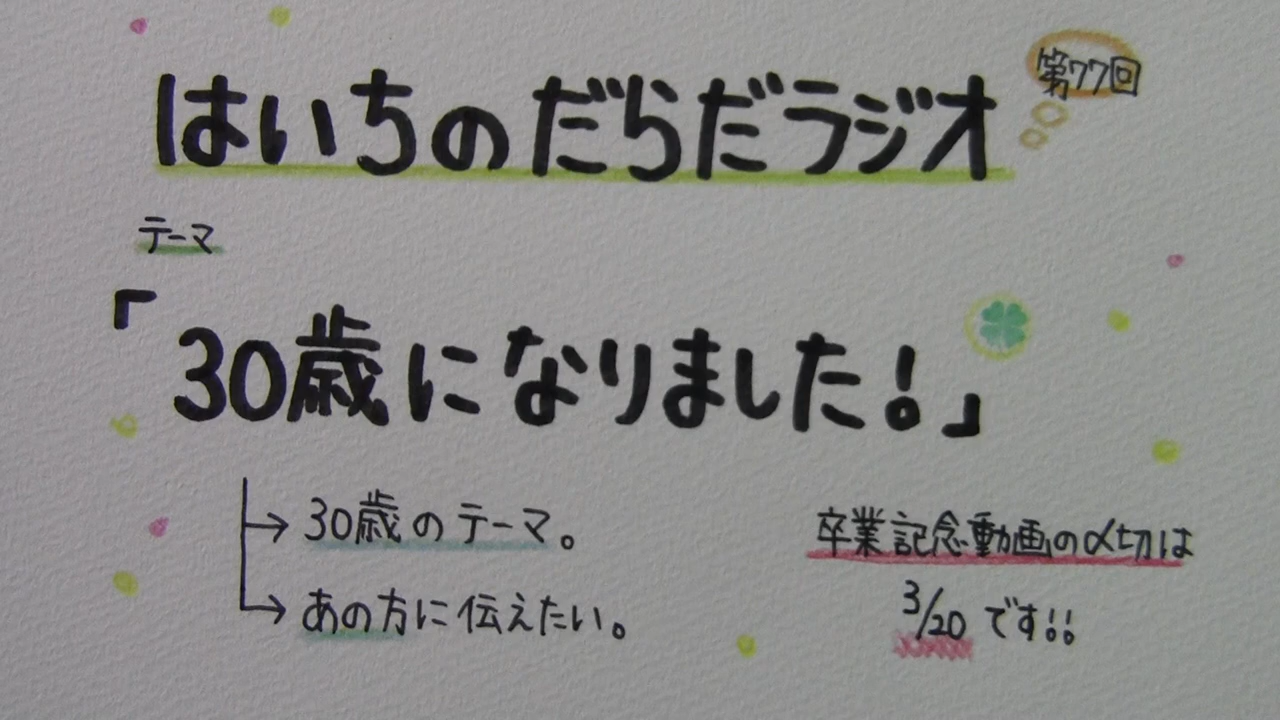 第77回
はいちのだらだラジオ
テーマ
「30歳になりました!」
30歳のテーマ。
あの方に伝えたい。
卒業記念動画の〆切は
3/20です!!